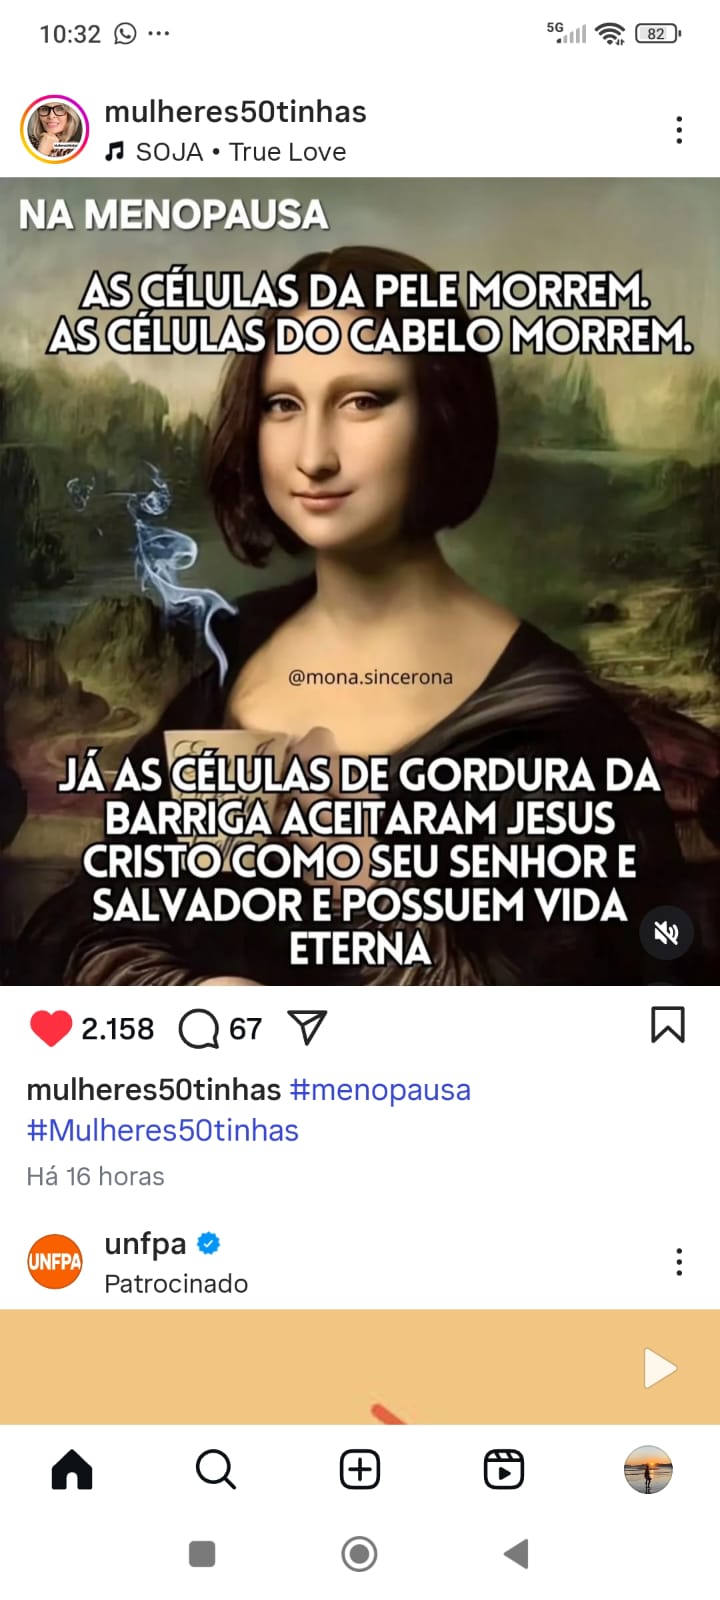 10:32 ... 5G 82
mulheres50tinhas
SOJA • True Love
NA MENOPAUSA
AS CÉLULAS DA PELE MORREM.
AS CÉLULAS DO CABELO MORREM.
@mona.sincerona
JÁ AS CÉLULAS DE GORDURA DA
BARRIGA ACEITARAM JESUS
CRISTO COMO SEU SENHOR E
SALVADOR E POSSUEM VIDA
ETERNA
2.158 67
mulheres50tinhas #menopausa
#Mulheres50tinhas
Há 16 horas
UNFPA
unfpa
Patrocinado